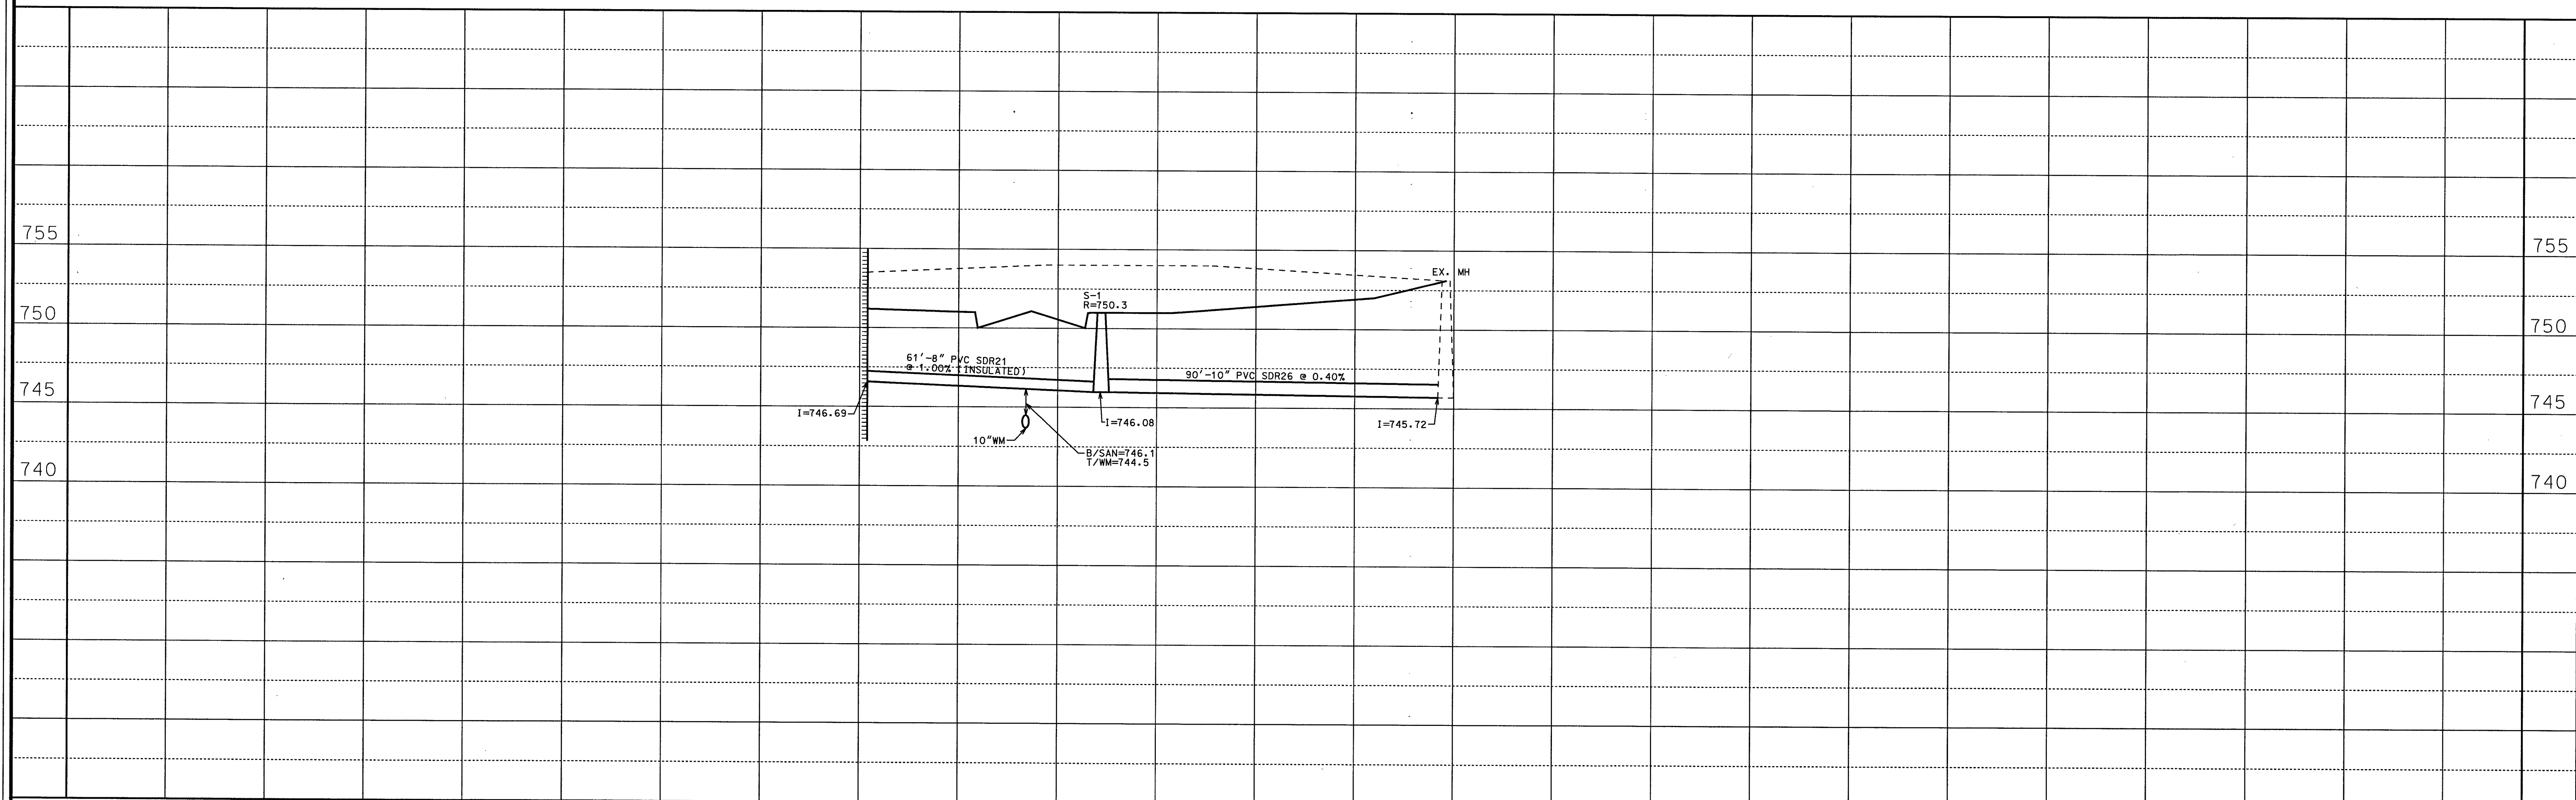 755
755
EX. MH
S-1
R=750.3
750
750
61'-8" PVC SDR21
@ 1.00% (INSULATED)
90'-10" PVC SDR26 @ 0.40%
745
745
I=746.69
I=746.08
I=745.72
10"WM
B/SAN=746.1
T/WM=744.5
740
740